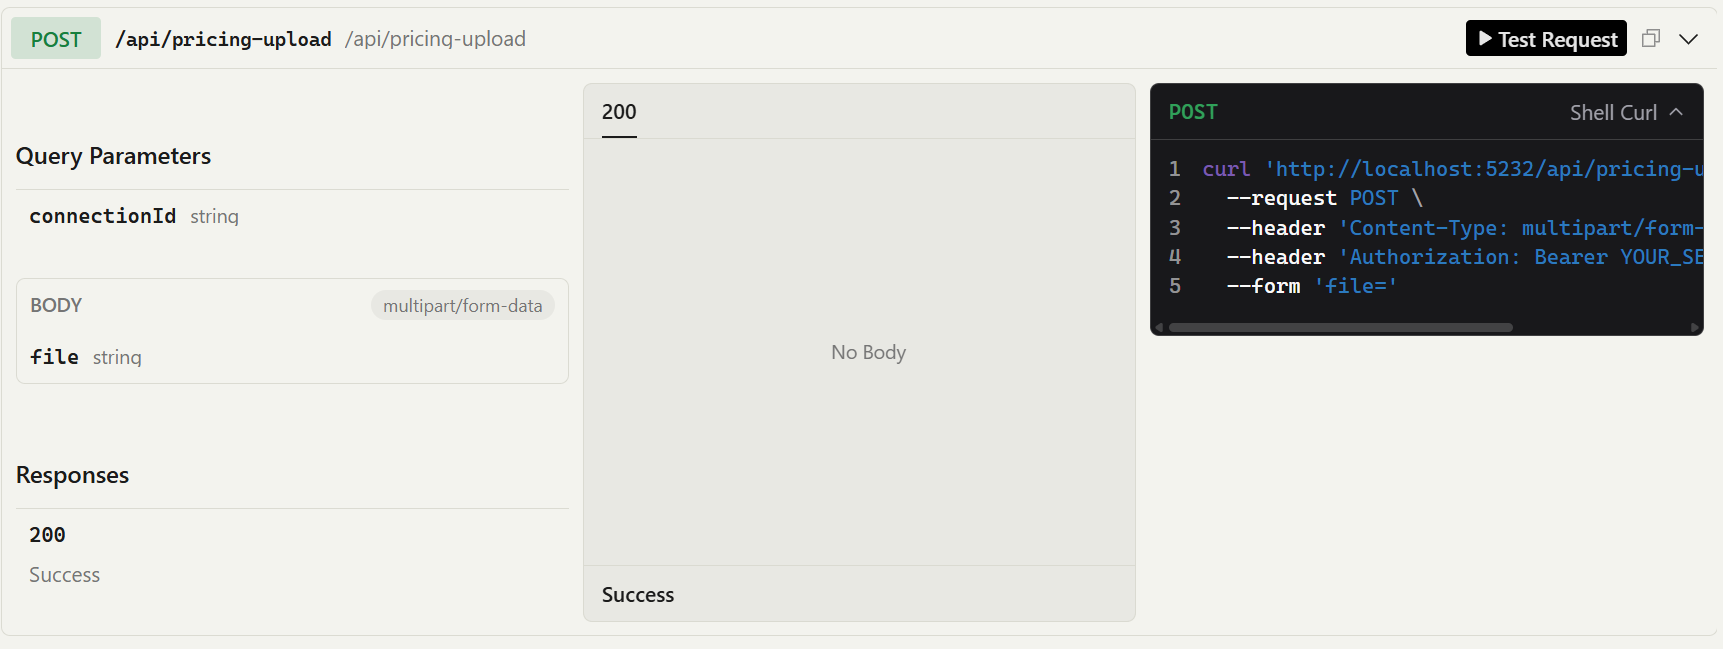 POST /api/pricing-upload /api/pricing-upload Test Request
Query Parameters
connectionId string
BODY multipart/form-data
file string
Responses
200
Success
200
No Body
Success
POST Shell Curl
1 curl 'http://localhost:5232/api/pricing-u
2 --request POST \
3 --header 'Content-Type: multipart/form-
4 --header 'Authorization: Bearer YOUR_SE
5 --form 'file='